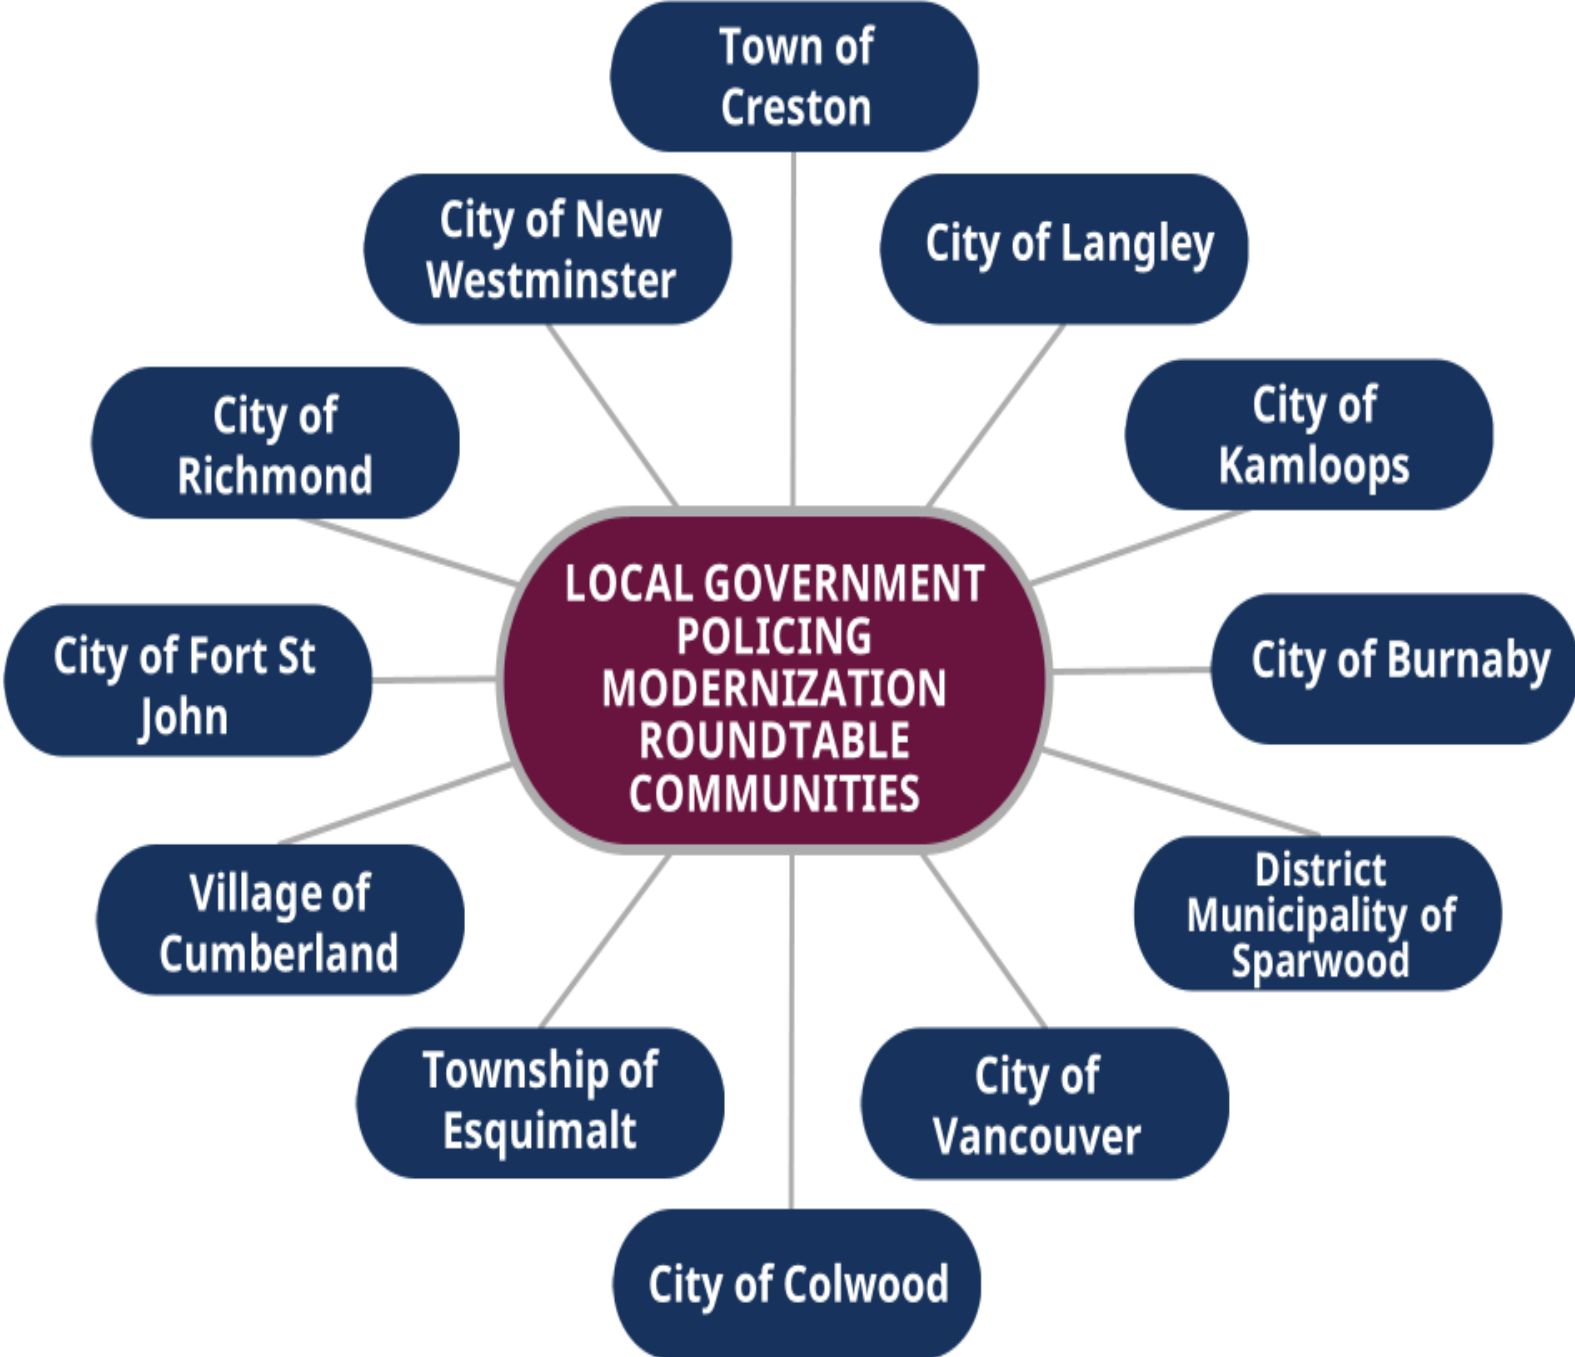 Town of
Creston
City of New
Westminster
City of Langley
City of
Richmond
City of
Kamloops
LOCAL GOVERNMENT
POLICING
MODERNIZATION
ROUNDTABLE
COMMUNITIES
City of Fort St
John
City of Burnaby
Village of
Cumberland
District
Municipality of
Sparwood
Township of
Esquimalt
City of
Vancouver
City of Colwood